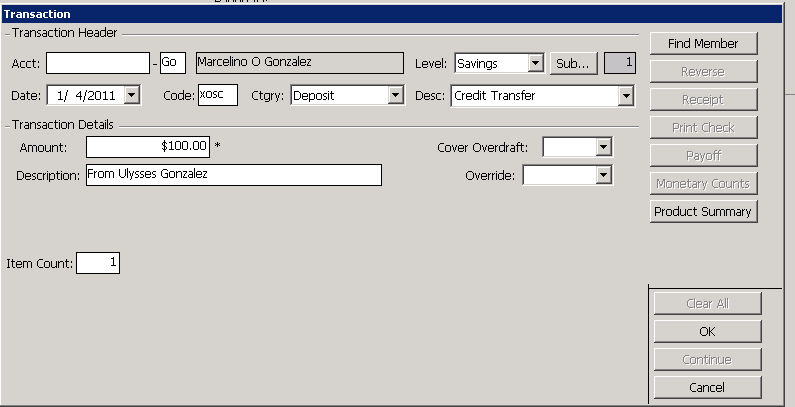 Transaction
Transaction Header
Find Member
Acct: - Go Marcelino O Gonzalez Level: Savings Sub... 1
Reverse
Date: 1/ 4/2011 Code: xosc Ctgry: Deposit Desc: Credit Transfer
Receipt
Transaction Details
Print Check
Amount: $100.00 * Cover Overdraft:
Payoff
Description: From Ulysses Gonzalez Override:
Monetary Counts
Product Summary
Item Count: 1
Clear All
OK
Continue
Cancel